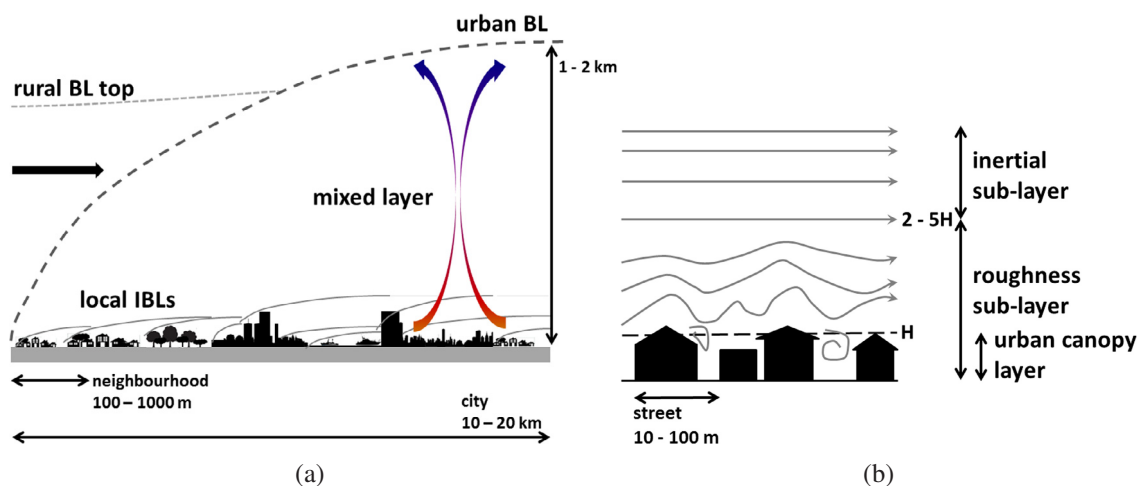 urban BL
1 - 2 km
rural BL top
mixed layer
local IBLs
neighbourhood
100 – 1000 m
city
10 – 20 km
(a)
inertial
sub-layer
2 - 5H
roughness
sub-layer
H
urban canopy
layer
street
10 - 100 m
(b)